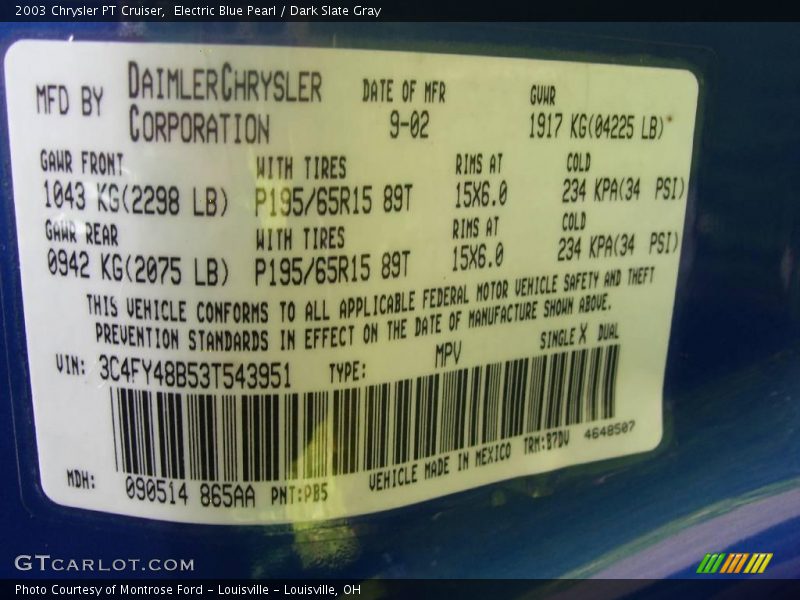 2003 Chrysler PT Cruiser, Electric Blue Pearl / Dark Slate Gray
MFD BY DAIMLERCHRYSLER CORPORATION DATE OF MFR 9-02 GVWR 1917 KG(04225 LB)
GAWR FRONT WITH TIRES RIMS AT COLD
1043 KG(2298 LB) P195/65R15 89T 15X6.0 234 KPA(34 PSI)
GAWR REAR WITH TIRES RIMS AT COLD
0942 KG(2075 LB) P195/65R15 89T 15X6.0 234 KPA(34 PSI)
THIS VEHICLE CONFORMS TO ALL APPLICABLE FEDERAL MOTOR VEHICLE SAFETY AND THEFT
PREVENTION STANDARDS IN EFFECT ON THE DATE OF MANUFACTURE SHOWN ABOVE.
VIN: 3C4FY48B53T543951 TYPE: MPV SINGLE X DUAL
MDH: 090514 865AA PNT:PB5 VEHICLE MADE IN MEXICO TRM:B7DV 4648507
GTCARLOT.COM
Photo Courtesy of Montrose Ford - Louisville - Louisville, OH